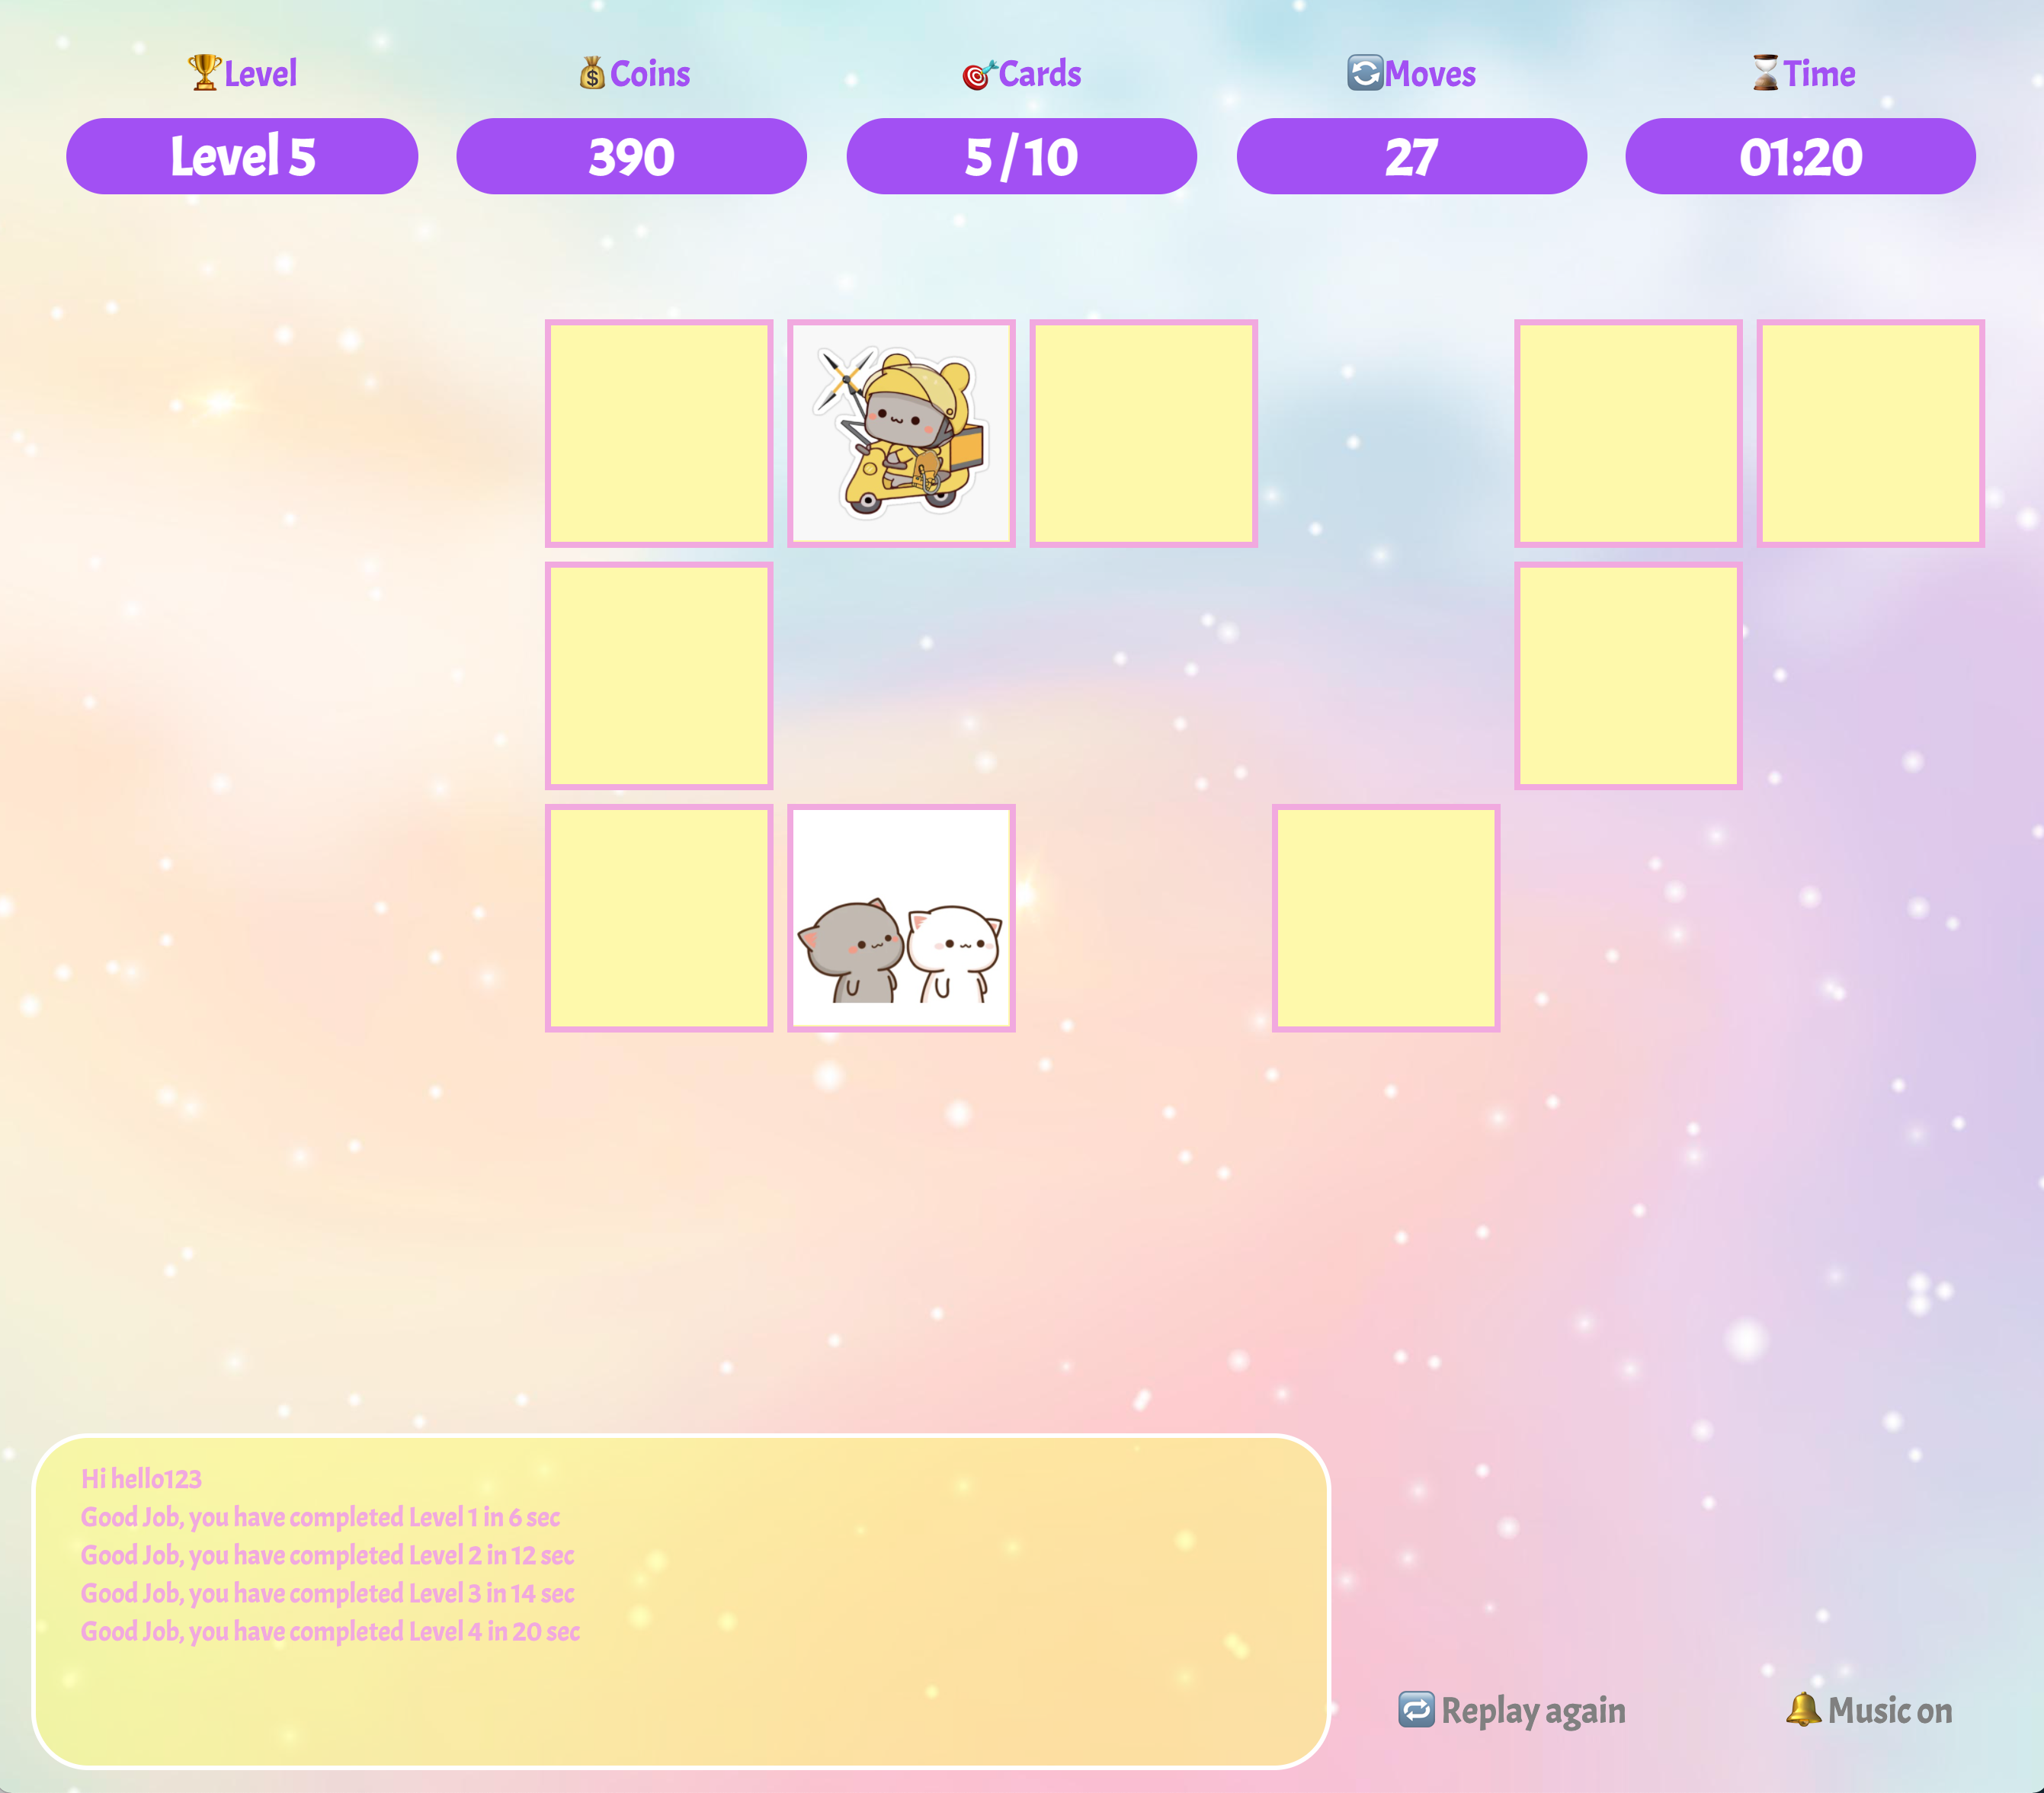 🏆Level
💰Coins
🎯Cards
🔄Moves
⏳Time
Level 5
390
5 / 10
27
01:20
Hi hello123
Good Job, you have completed Level 1 in 6 sec
Good Job, you have completed Level 2 in 12 sec
Good Job, you have completed Level 3 in 14 sec
Good Job, you have completed Level 4 in 20 sec
🔁 Replay again
🔔 Music on